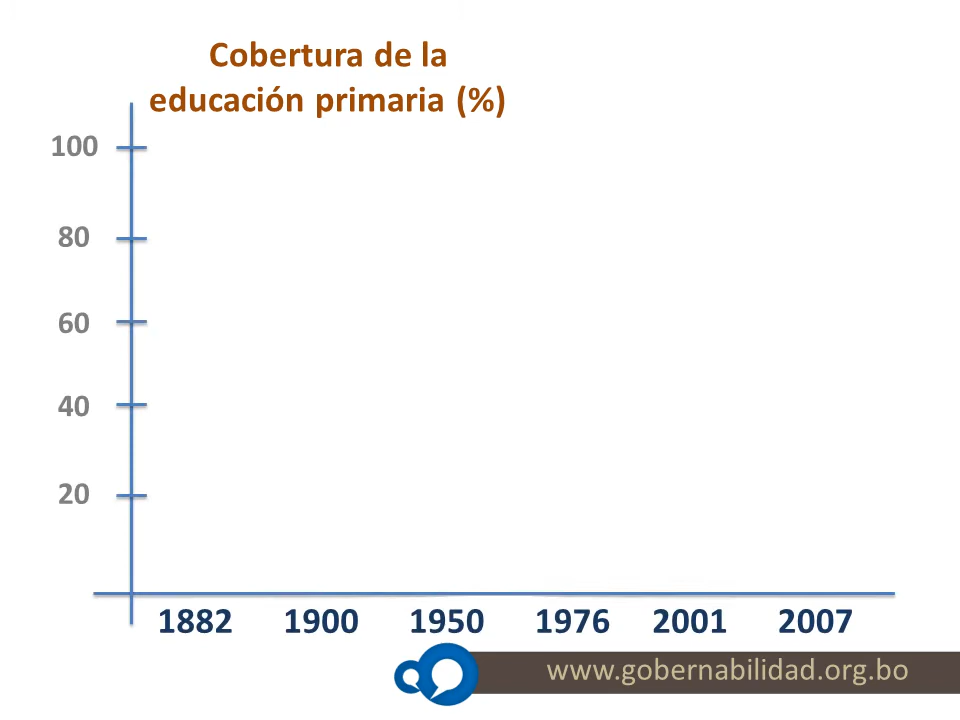 Cobertura de la
educación primaria (%)
100
80
60
40
20
1882 1900 1950 1976 2001 2007
www.gobernabilidad.org.bo